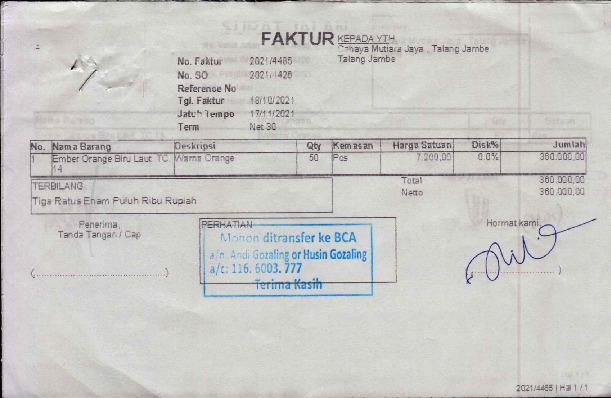 FAKTUR
KEPADA YTH.
Cahaya Mutiara Jaya , Talang Jambe
Talang Jambe
No. Faktur 2021/4465
No. SO 2021/4426
Reference No
Tgl. Faktur 18/10/2021
Jatuh Tempo 17/11/2021
Term Net 30
No. Nama Barang Deskripsi Qty Kemasan Harga Satuan Disk% Jumlah
1 Ember Orange Biru Laut TC. Warna Orange 50 Pcs 7.200,00 0.0% 360.000,00
14
TERBILANG
Tiga Ratus Enam Puluh Ribu Rupiah
Total 360.000,00
Netto 360.000,00
Penerima,
Tanda Tangan / Cap
(..............................)
PERHATIAN
Mohon ditransfer ke BCA
a/n. Andi Gozaling or Husin Gozaling
a/c: 116. 6003. 777
Terima Kasih
Hormat kami
(..............................)
2021/4465 | Hal 1 / 1